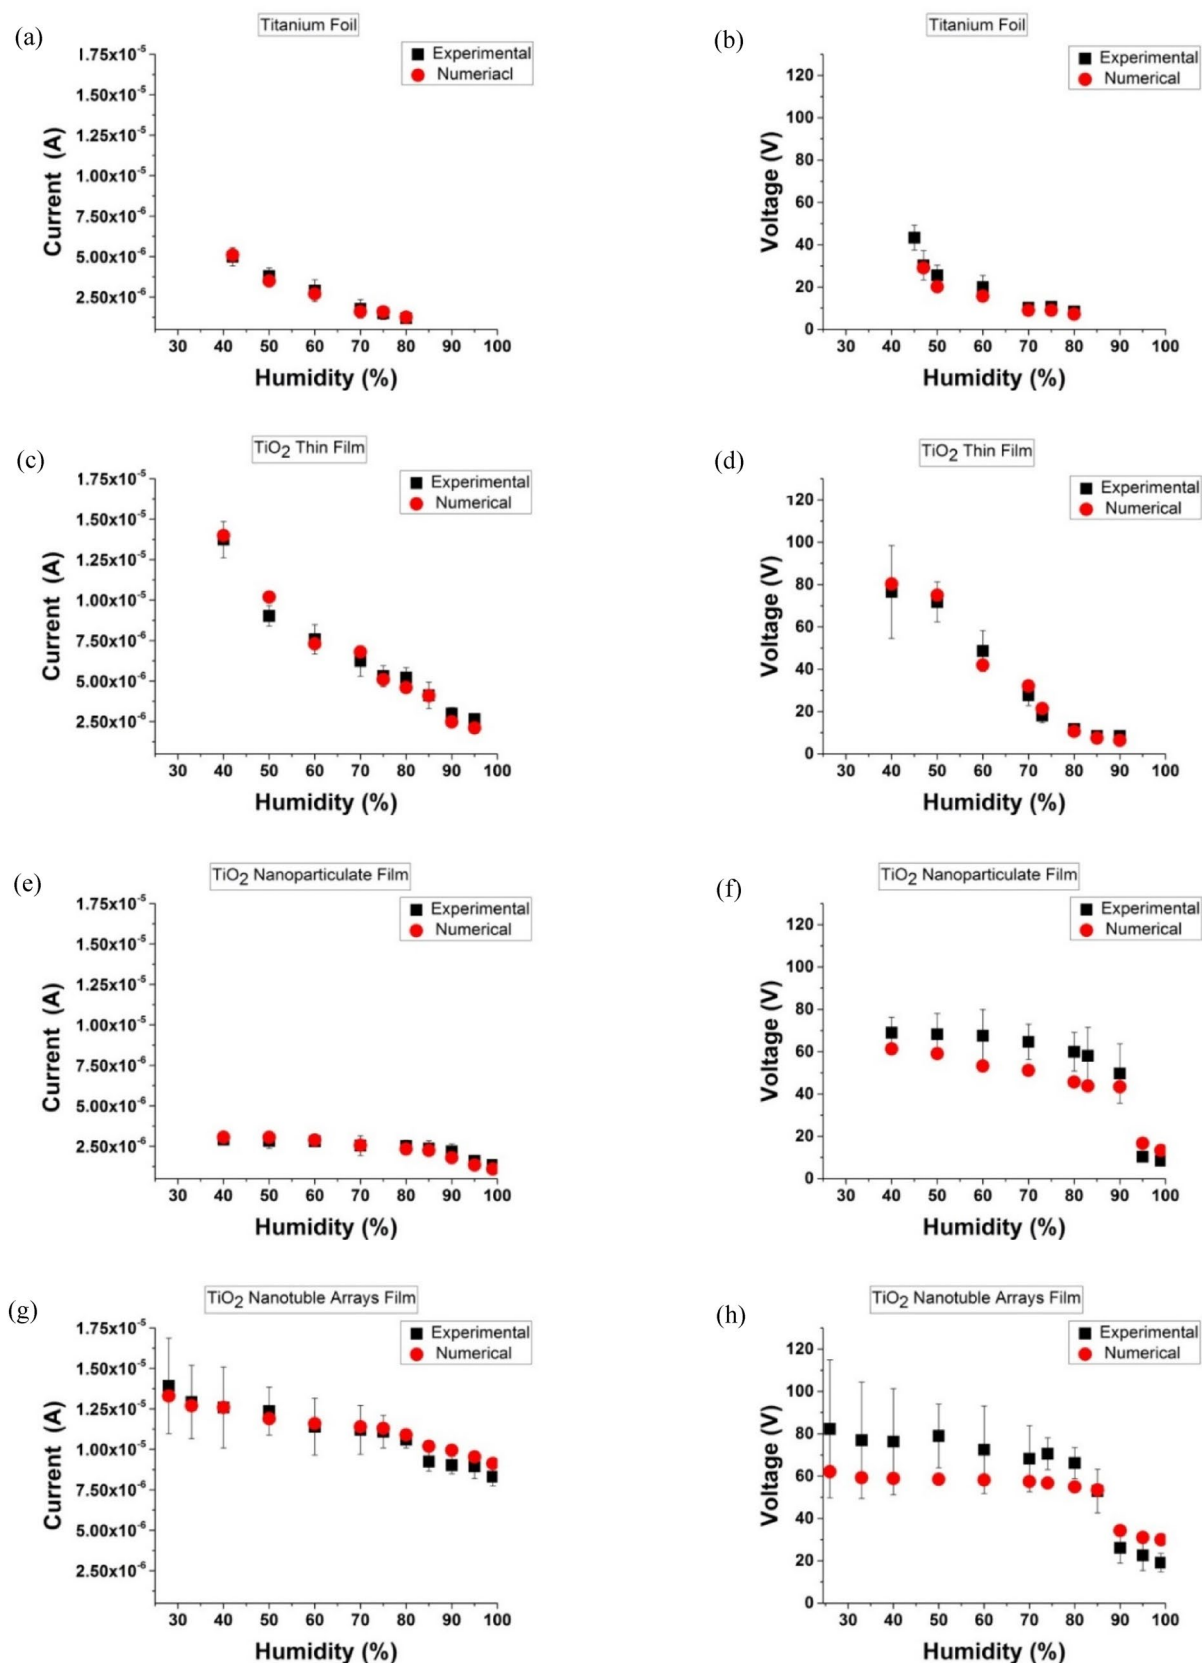 (a)
Titanium Foil
Experimental
Numeriacl
1.75x10⁻⁵
1.50x10⁻⁵
1.25x10⁻⁵
1.00x10⁻⁵
7.50x10⁻⁶
5.00x10⁻⁶
2.50x10⁻⁶
Current (A)
30 40 50 60 70 80 90 100
Humidity (%)
(b)
Titanium Foil
Experimental
Numerical
120
100
80
60
40
20
0
Voltage (V)
30 40 50 60 70 80 90 100
Humidity (%)
(c)
TiO₂ Thin Film
Experimental
Numerical
1.75x10⁻⁵
1.50x10⁻⁵
1.25x10⁻⁵
1.00x10⁻⁵
7.50x10⁻⁶
5.00x10⁻⁶
2.50x10⁻⁶
Current (A)
30 40 50 60 70 80 90 100
Humidity (%)
(d)
TiO₂ Thin Film
Experimental
Numerical
120
100
80
60
40
20
0
Voltage (V)
30 40 50 60 70 80 90 100
Humidity (%)
(e)
TiO₂ Nanoparticulate Film
Experimental
Numerical
1.75x10⁻⁵
1.50x10⁻⁵
1.25x10⁻⁵
1.00x10⁻⁵
7.50x10⁻⁶
5.00x10⁻⁶
2.50x10⁻⁶
Current (A)
30 40 50 60 70 80 90 100
Humidity (%)
(f)
TiO₂ Nanoparticulate Film
Experimental
Numerical
120
100
80
60
40
20
0
Voltage (V)
30 40 50 60 70 80 90 100
Humidity (%)
(g)
TiO₂ Nanotuble Arrays Film
Experimental
Numerical
1.75x10⁻⁵
1.50x10⁻⁵
1.25x10⁻⁵
1.00x10⁻⁵
7.50x10⁻⁶
5.00x10⁻⁶
2.50x10⁻⁶
Current (A)
30 40 50 60 70 80 90 100
Humidity (%)
(h)
TiO₂ Nanotuble Arrays Film
Experimental
Numerical
120
100
80
60
40
20
0
Voltage (V)
30 40 50 60 70 80 90 100
Humidity (%)